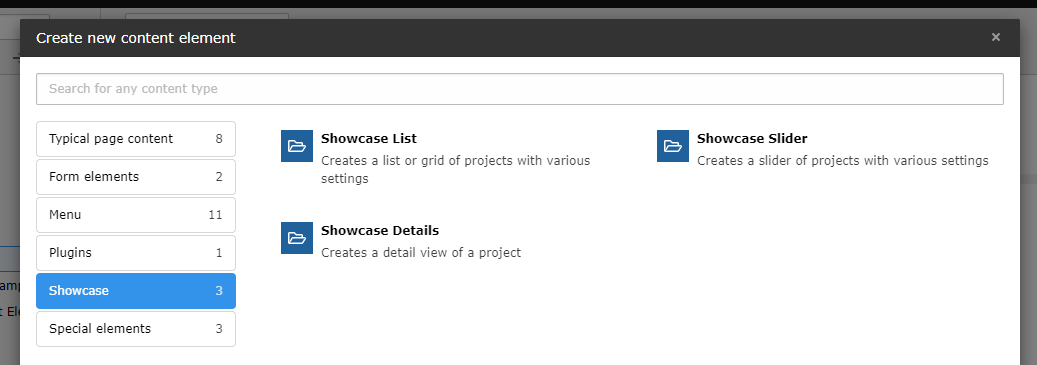 Create new content element
×
Search for any content type
Typical page content 8
Form elements 2
Menu 11
Plugins 1
Showcase 3
Special elements 3
Showcase List
Creates a list or grid of projects with various
settings
Showcase Slider
Creates a slider of projects with various settings
Showcase Details
Creates a detail view of a project